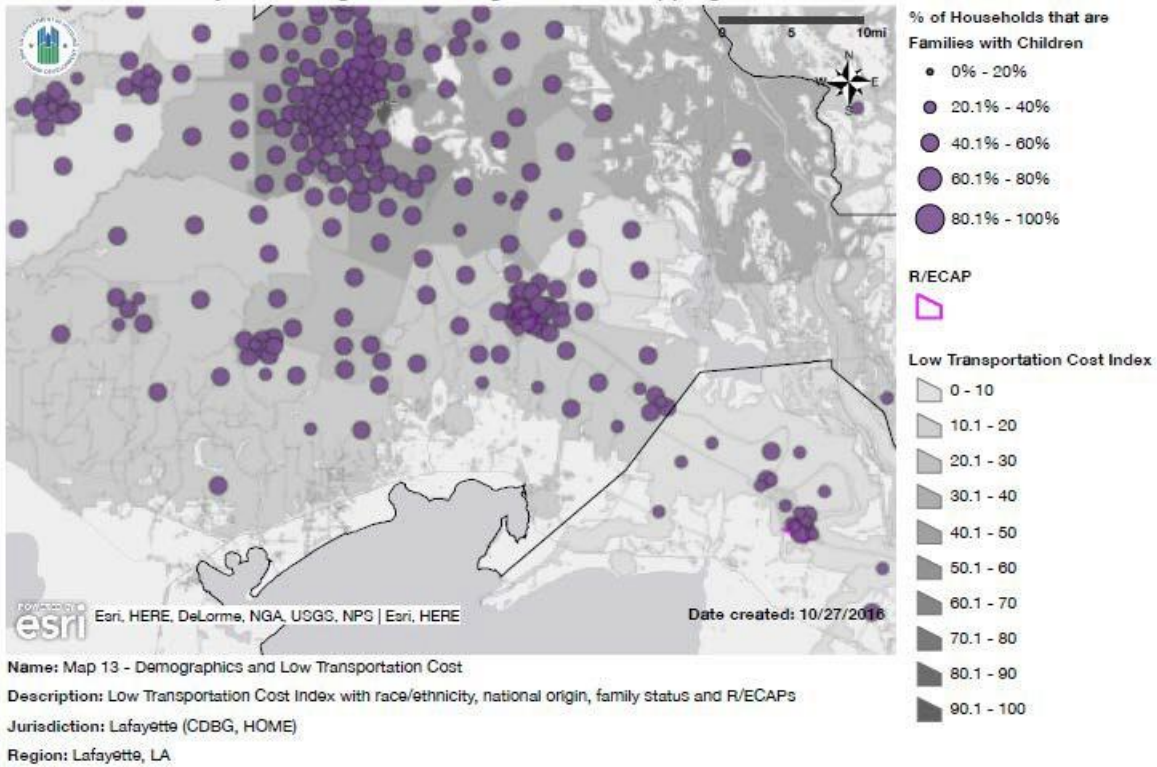 0 5 10mi
N
W E
S
% of Households that are
Families with Children
0% - 20%
20.1% - 40%
40.1% - 60%
60.1% - 80%
80.1% - 100%
R/ECAP
Low Transportation Cost Index
0 - 10
10.1 - 20
20.1 - 30
30.1 - 40
40.1 - 50
50.1 - 60
60.1 - 70
70.1 - 80
80.1 - 90
90.1 - 100
POWERED BY
esri
Esri, HERE, DeLorme, NGA, USGS, NPS | Esri, HERE
Date created: 10/27/2016
Name: Map 13 - Demographics and Low Transportation Cost
Description: Low Transportation Cost Index with race/ethnicity, national origin, family status and R/ECAPs
Jurisdiction: Lafayette (CDBG, HOME)
Region: Lafayette, LA